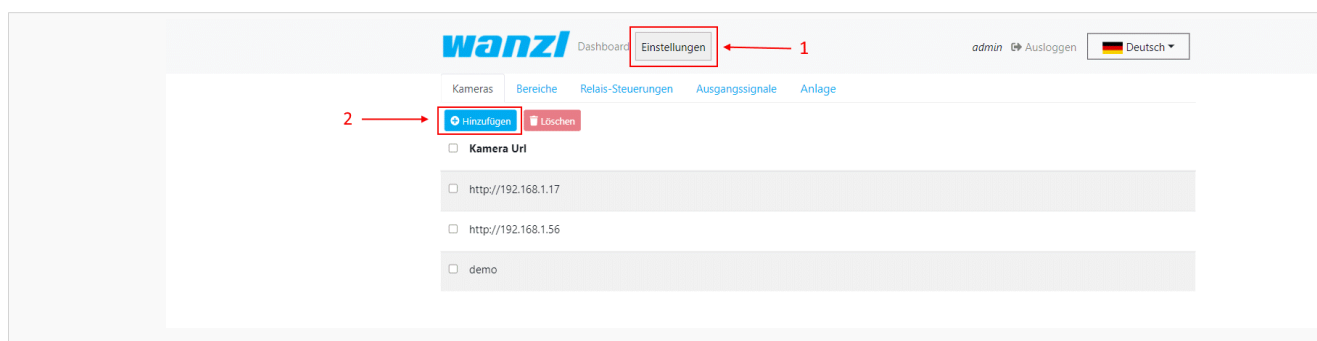 wanzl Dashboard Einstellungen 1 admin Ausloggen Deutsch
Kameras Bereiche Relais-Steuerungen Ausgangssignale Anlage
2 Hinzufügen Löschen
Kamera Url
http://192.168.1.17
http://192.168.1.56
demo